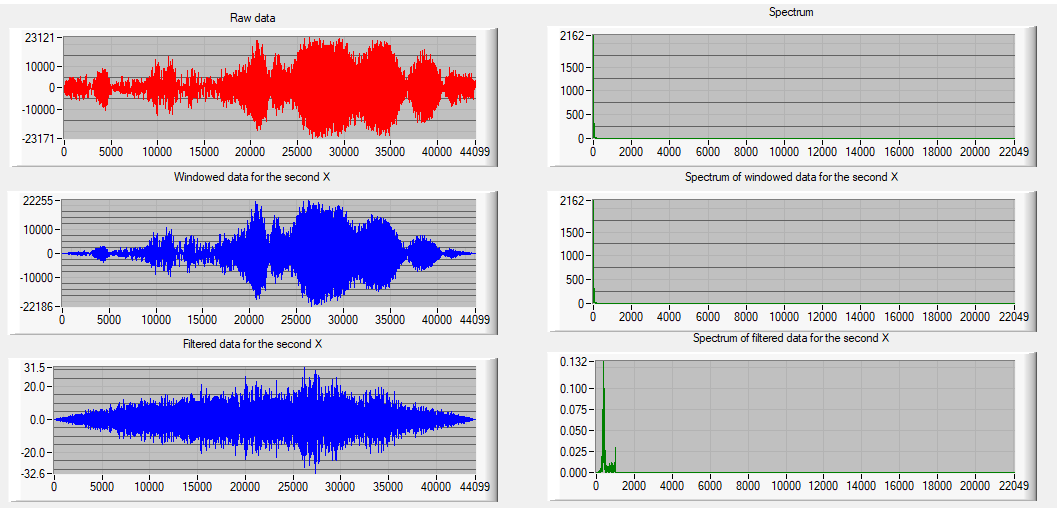 Raw data
23121
10000
0
-10000
-23171
0 5000 10000 15000 20000 25000 30000 35000 40000 44099
Spectrum
2162
1500
1000
500
0
0 2000 4000 6000 8000 10000 12000 14000 16000 18000 20000 22049
Windowed data for the second X
22255
10000
0
-10000
-22186
0 5000 10000 15000 20000 25000 30000 35000 40000 44099
Spectrum of windowed data for the second X
2162
1500
1000
500
0
0 2000 4000 6000 8000 10000 12000 14000 16000 18000 20000 22049
Filtered data for the second X
31.5
20.0
0.0
-20.0
-32.6
0 5000 10000 15000 20000 25000 30000 35000 40000 44099
Spectrum of filtered data for the second X
0.132
0.100
0.075
0.050
0.025
0.000
0 2000 4000 6000 8000 10000 12000 14000 16000 18000 20000 22049